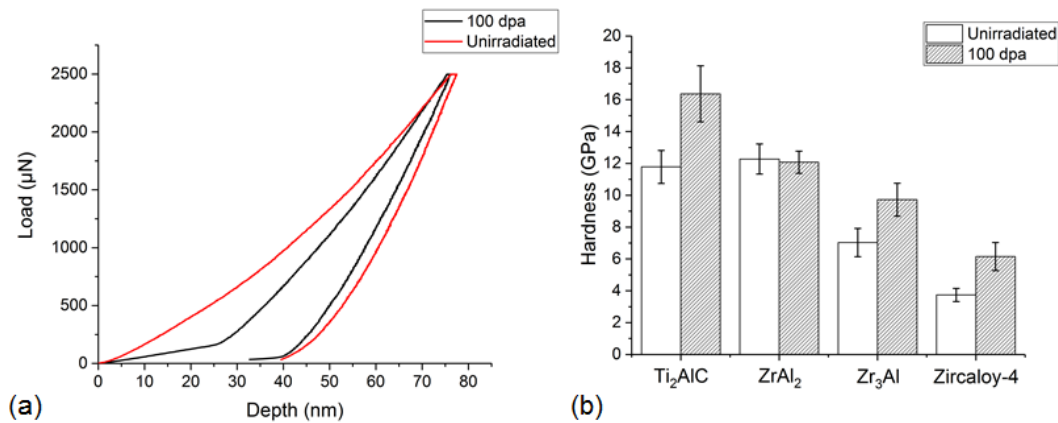 100 dpa
Unirradiated
2500
2000
1500
1000
500
0
Load (µN)
0 10 20 30 40 50 60 70 80 90
Depth (nm)
(a)
Unirradiated
100 dpa
20
18
16
14
12
10
8
6
4
2
0
Hardness (GPa)
Ti₂AlC ZrAl₂ Zr₃Al Zircaloy-4
(b)